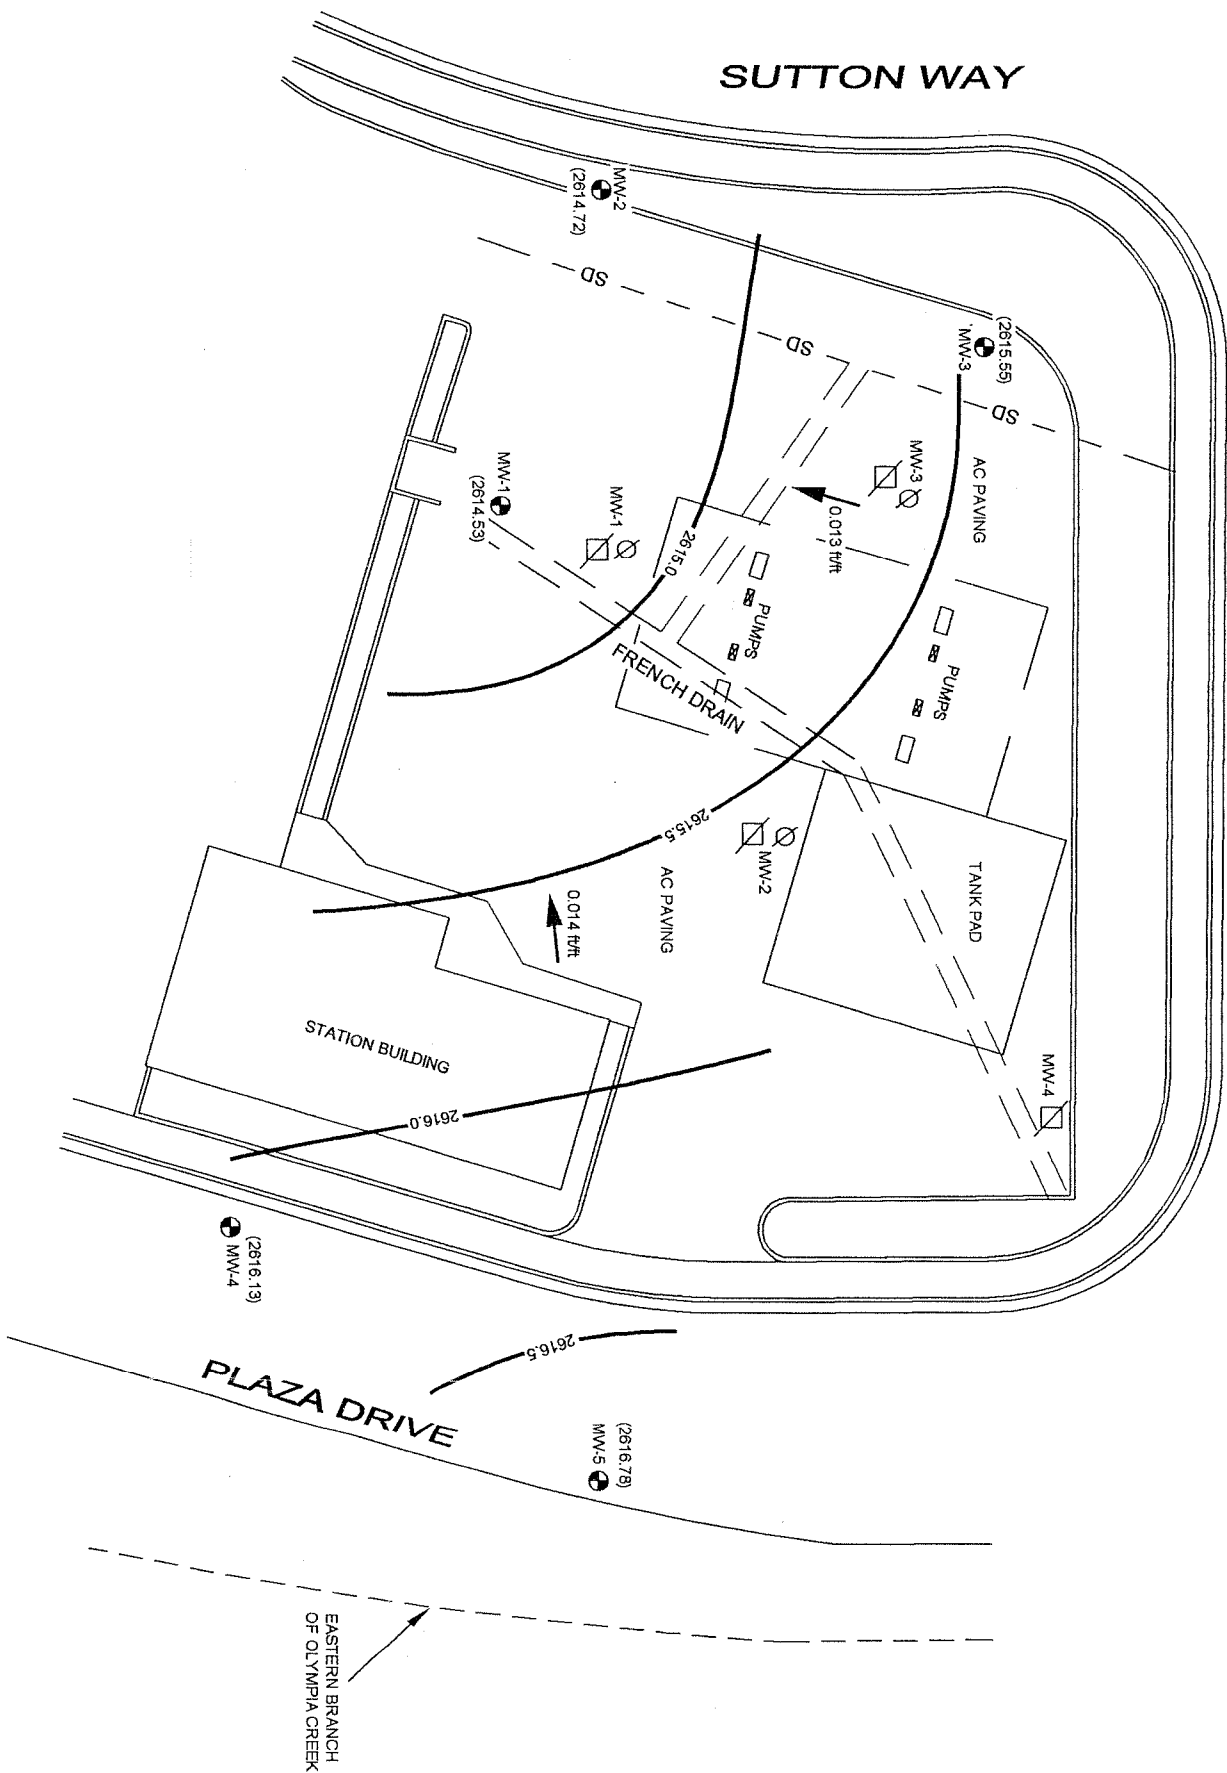 SUTTON WAY
MW-2
(2614.72)
SD
SD
SD
(2615.55)
MW-3
AC PAVING
MW-3
0.013 ft/ft
MW-1
(2614.53)
MW-1
2615.0
PUMPS
PUMPS
FRENCH DRAIN
2615.5
MW-2
AC PAVING
TANK PAD
0.014 ft/ft
STATION BUILDING
2616.0
MW-4
(2616.13)
MW-4
2616.5
PLAZA DRIVE
(2616.78)
MW-5
EASTERN BRANCH
OF OLYMPIA CREEK